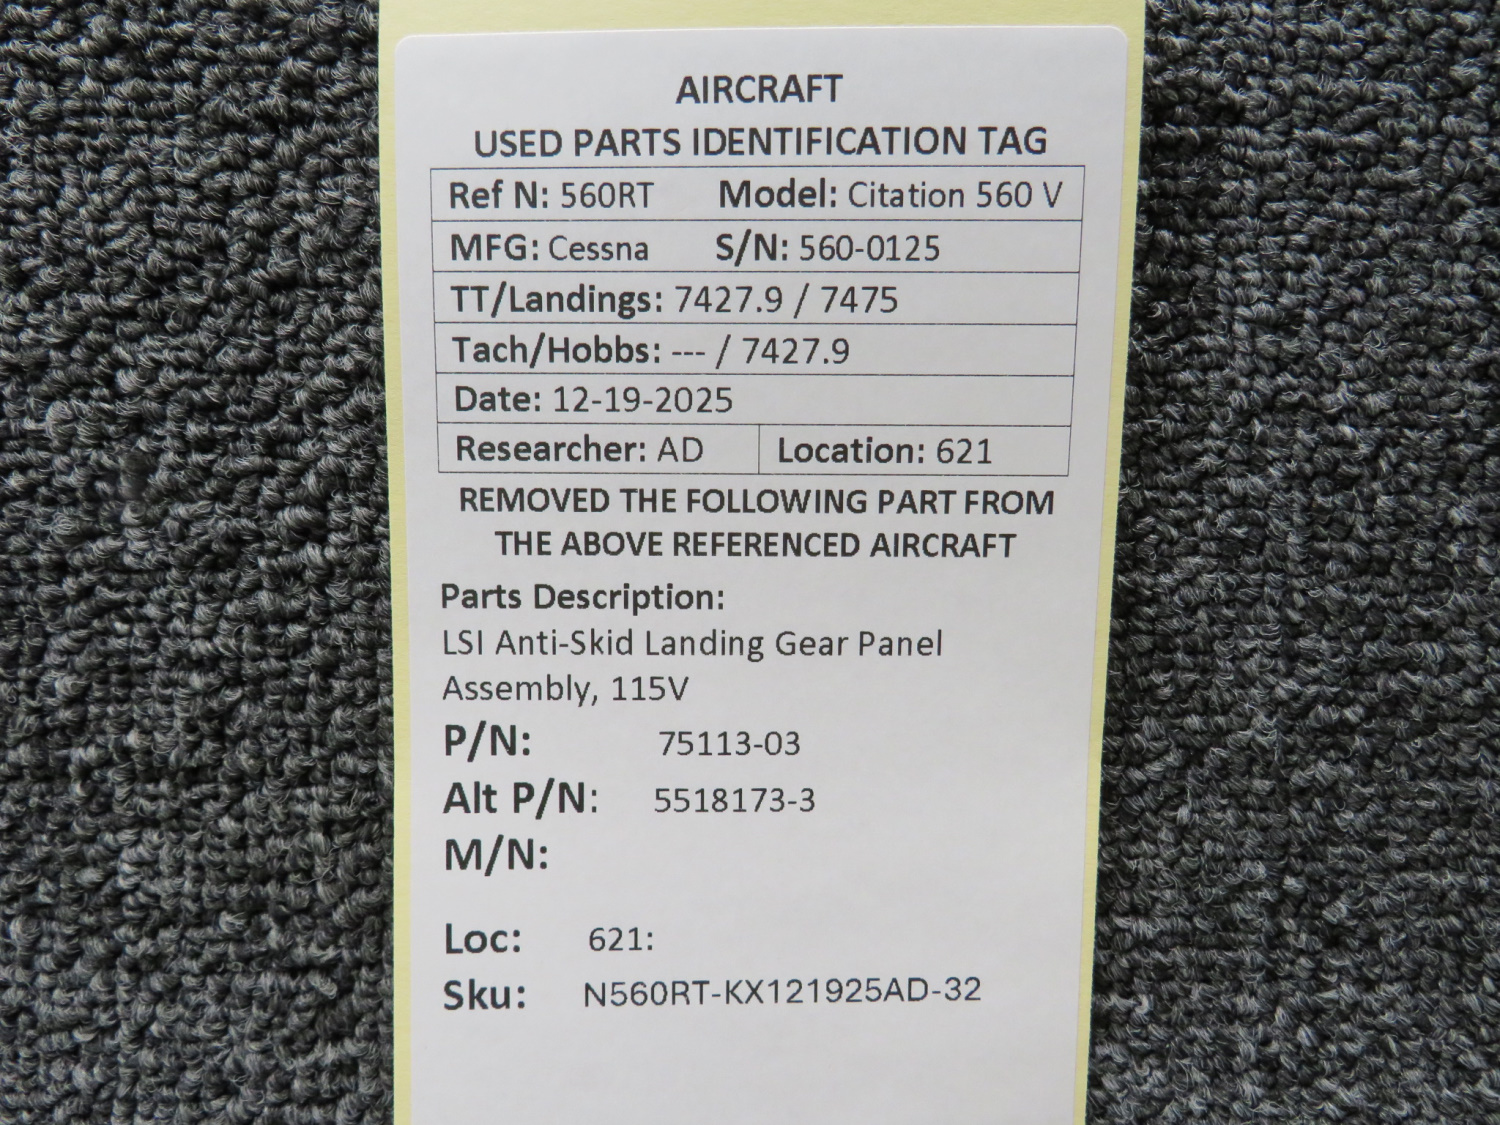 AIRCRAFT
USED PARTS IDENTIFICATION TAG
Ref N: 560RT Model: Citation 560 V
MFG: Cessna S/N: 560-0125
TT/Landings: 7427.9 / 7475
Tach/Hobbs: --- / 7427.9
Date: 12-19-2025
Researcher: AD Location: 621
REMOVED THE FOLLOWING PART FROM
THE ABOVE REFERENCED AIRCRAFT
Parts Description:
LSI Anti-Skid Landing Gear Panel
Assembly, 115V
P/N: 75113-03
Alt P/N: 5518173-3
M/N:
Loc: 621:
Sku: N560RT-KX121925AD-32